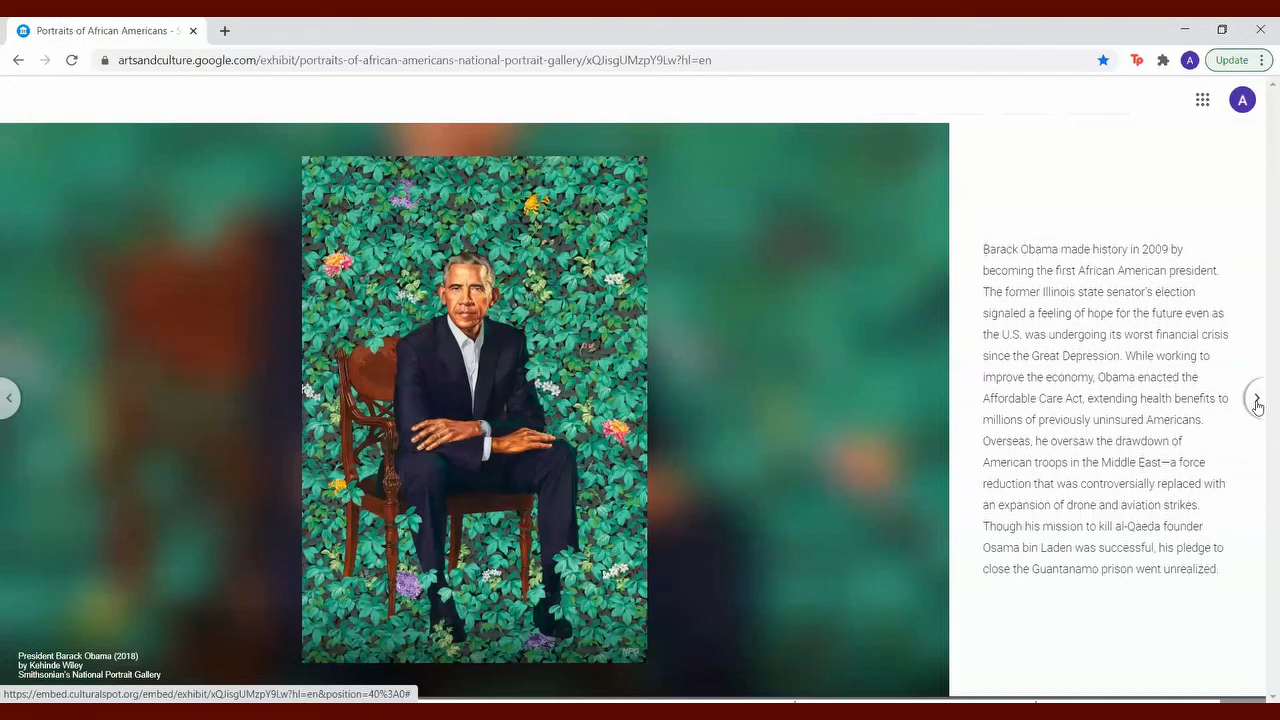 Portraits of African Americans - S
artsandculture.google.com/exhibit/portraits-of-african-americans-national-portrait-gallery/xQJisgUMzpY9Lw?hl=en
Tp
A
Update
A
Barack Obama made history in 2009 by
becoming the first African American president.
The former Illinois state senator's election
signaled a feeling of hope for the future even as
the U.S. was undergoing its worst financial crisis
since the Great Depression. While working to
improve the economy, Obama enacted the
Affordable Care Act, extending health benefits to
millions of previously uninsured Americans.
Overseas, he oversaw the drawdown of
American troops in the Middle East—a force
reduction that was controversially replaced with
an expansion of drone and aviation strikes.
Though his mission to kill al-Qaeda founder
Osama bin Laden was successful, his pledge to
close the Guantanamo prison went unrealized.
NPG
President Barack Obama (2018)
by Kehinde Wiley
Smithsonian's National Portrait Gallery
https://embed.culturalspot.org/embed/exhibit/xQJisgUMzpY9Lw?hl=en&position=40%3A0#